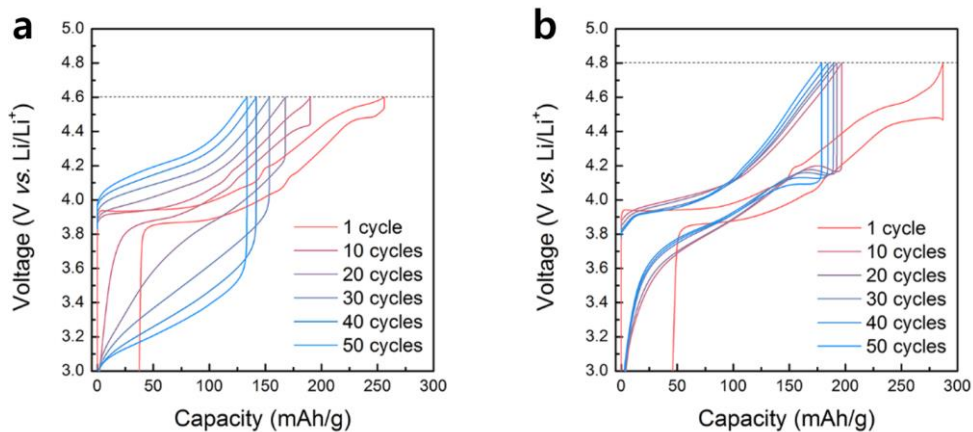 a
5.0
4.8
4.6
4.4
4.2
4.0
3.8
3.6
3.4
3.2
3.0
Voltage (V vs. Li/Li⁺)
1 cycle
10 cycles
20 cycles
30 cycles
40 cycles
50 cycles
0 50 100 150 200 250 300
Capacity (mAh/g)
b
5.0
4.8
4.6
4.4
4.2
4.0
3.8
3.6
3.4
3.2
3.0
Voltage (V vs. Li/Li⁺)
1 cycle
10 cycles
20 cycles
30 cycles
40 cycles
50 cycles
0 50 100 150 200 250 300
Capacity (mAh/g)